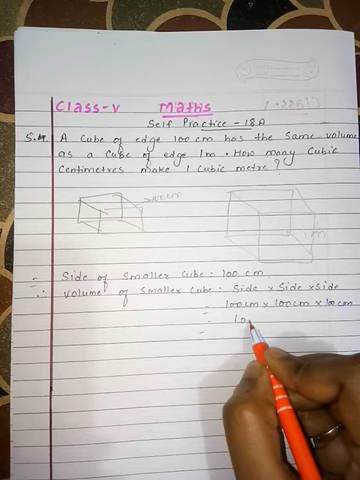 Class-V Maths
Self Practice - 18A
S.4. A Cube of edge 100 cm has the same volume
as a Cube of edge 1m. How many Cubic
Centimetres make 1 Cubic metre?
100cm
1m
= Side of Smaller Cube = 100 cm.
∴ Volume of Smaller Cube = Side x Side x Side
= 100cm x 100cm x 100cm
= 10
=